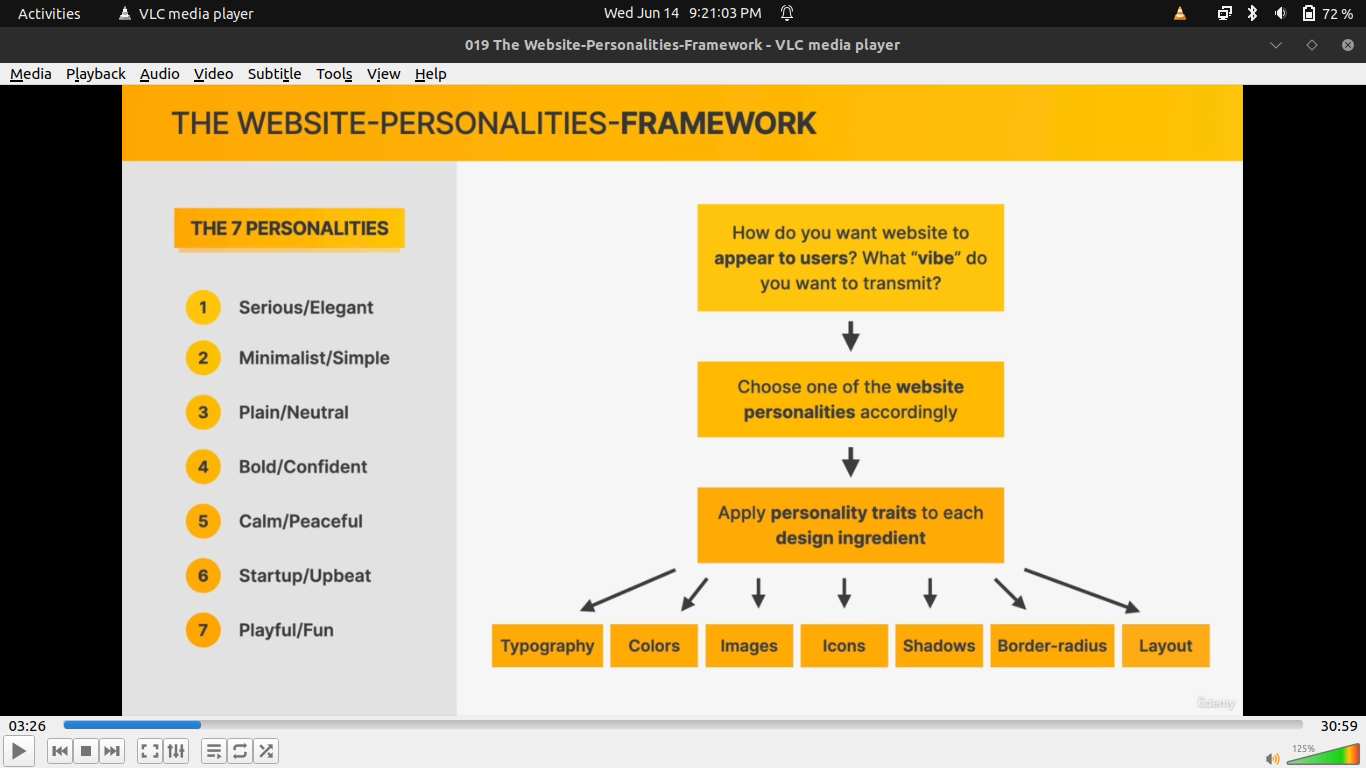 Activities VLC media player Wed Jun 14 9:21:03 PM 72 %
019 The Website-Personalities-Framework - VLC media player
Media Playback Audio Video Subtitle Tools View Help
THE WEBSITE-PERSONALITIES-FRAMEWORK
THE 7 PERSONALITIES
1 Serious/Elegant
2 Minimalist/Simple
3 Plain/Neutral
4 Bold/Confident
5 Calm/Peaceful
6 Startup/Upbeat
7 Playful/Fun
How do you want website to
appear to users? What “vibe” do
you want to transmit?
Choose one of the website
personalities accordingly
Apply personality traits to each
design ingredient
Typography Colors Images Icons Shadows Border-radius Layout
ûdemy
03:26 30:59
125%